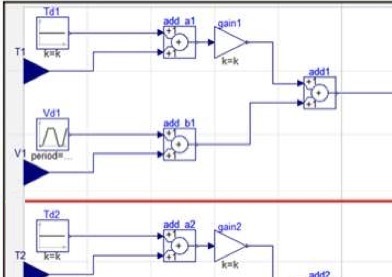 Td1
add_a1
gain1
T1
k=k
k=k
add1
Vd1
add_b1
V1
period=...
Td2
add_a2
gain2
T2
k=k
k=k
add2